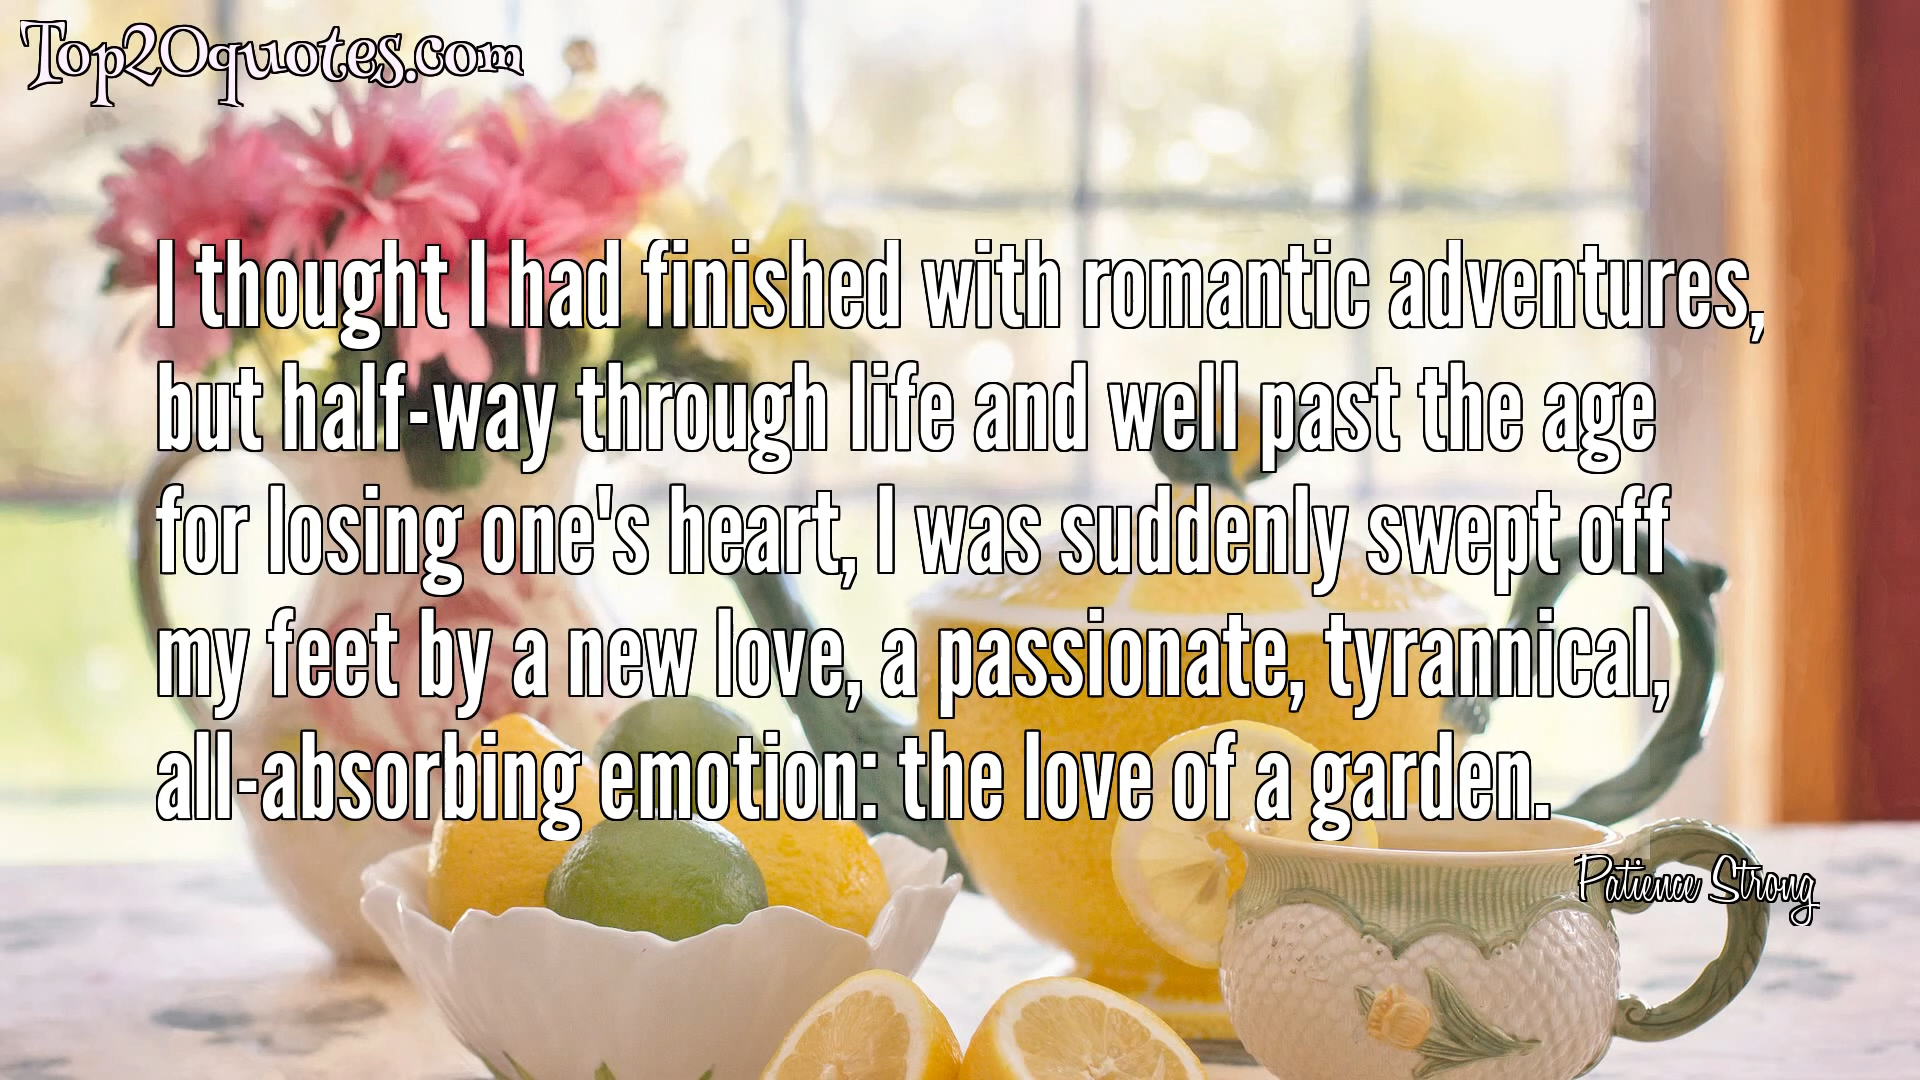 Top20quotes.com
I thought I had finished with romantic adventures,
but half-way through life and well past the age
for losing one's heart, I was suddenly swept off
my feet by a new love, a passionate, tyrannical,
all-absorbing emotion: the love of a garden.
Patience Strong